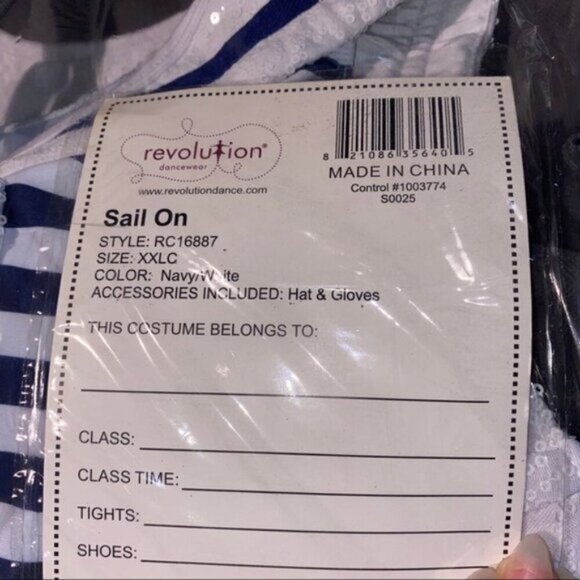 revolution®
dancewear
www.revolutiondance.com
8 21086 35640 5
MADE IN CHINA
Control #1003774
S0025
Sail On
STYLE: RC16887
SIZE: XXLC
COLOR: Navy/White
ACCESSORIES INCLUDED: Hat & Gloves
THIS COSTUME BELONGS TO:
CLASS:
CLASS TIME:
TIGHTS:
SHOES: